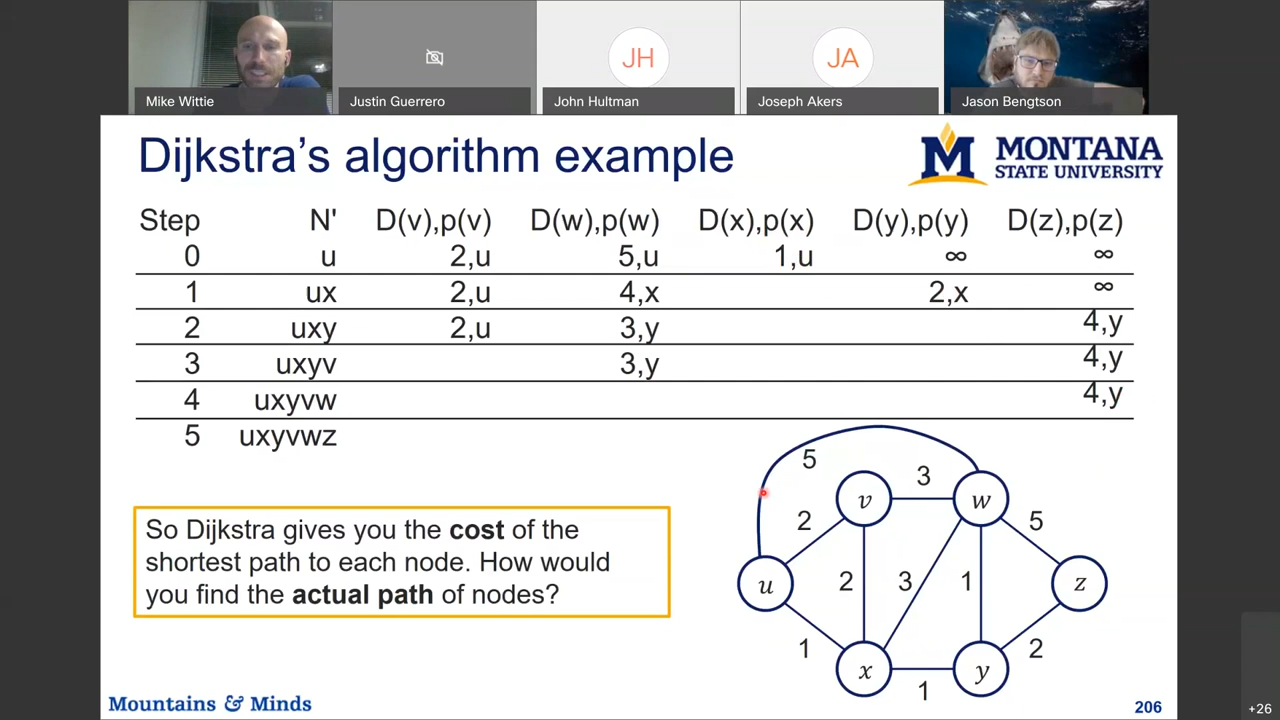 JH
JA
Mike Wittie
Justin Guerrero
John Hultman
Joseph Akers
Jason Bengtson
Dijkstra's algorithm example
M MONTANA
STATE UNIVERSITY
Step N' D(v),p(v) D(w),p(w) D(x),p(x) D(y),p(y) D(z),p(z)
0 u 2,u 5,u 1,u ∞ ∞
1 ux 2,u 4,x 2,x ∞
2 uxy 2,u 3,y 4,y
3 uxyv 3,y 4,y
4 uxyvw 4,y
5 uxyvwz
So Dijkstra gives you the cost of the
shortest path to each node. How would
you find the actual path of nodes?
5
3
v
w
2
5
u
2
3
1
z
1
2
x
y
1
Mountains & Minds
206
+26